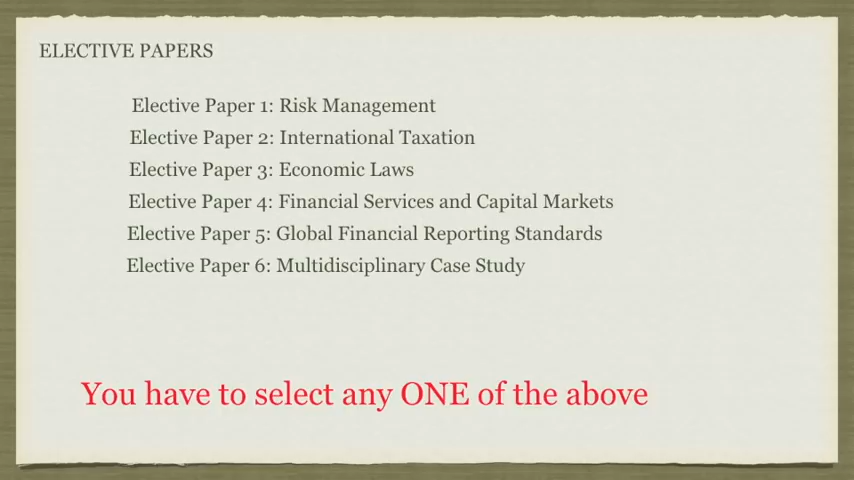 ELECTIVE PAPERS
Elective Paper 1: Risk Management
Elective Paper 2: International Taxation
Elective Paper 3: Economic Laws
Elective Paper 4: Financial Services and Capital Markets
Elective Paper 5: Global Financial Reporting Standards
Elective Paper 6: Multidisciplinary Case Study
You have to select any ONE of the above